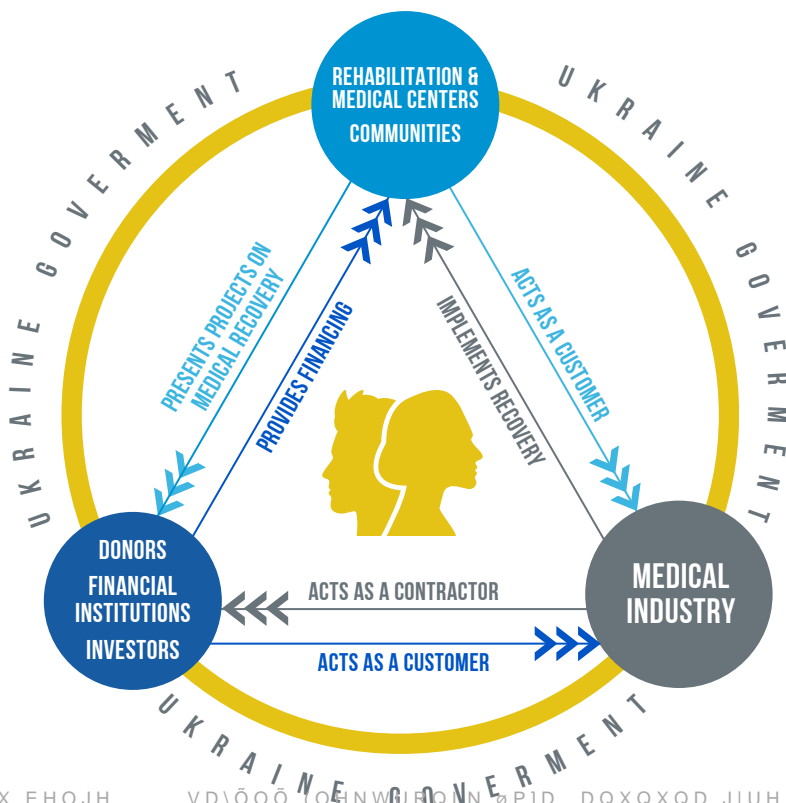 REHABILITATION &
MEDICAL CENTERS
COMMUNITIES
UKRAINE GOVERMENT
UKRAINE GOVERMENT
PRESENTS PROJECTS ON
MEDICAL RECOVERY
PROVIDES FINANCING
IMPLEMENTS RECOVERY
ACTS AS A CUSTOMER
DONORS
FINANCIAL
INSTITUTIONS
INVESTORS
ACTS AS A CONTRACTOR
ACTS AS A CUSTOMER
MEDICAL
INDUSTRY
UKRAINE GOVERMENT